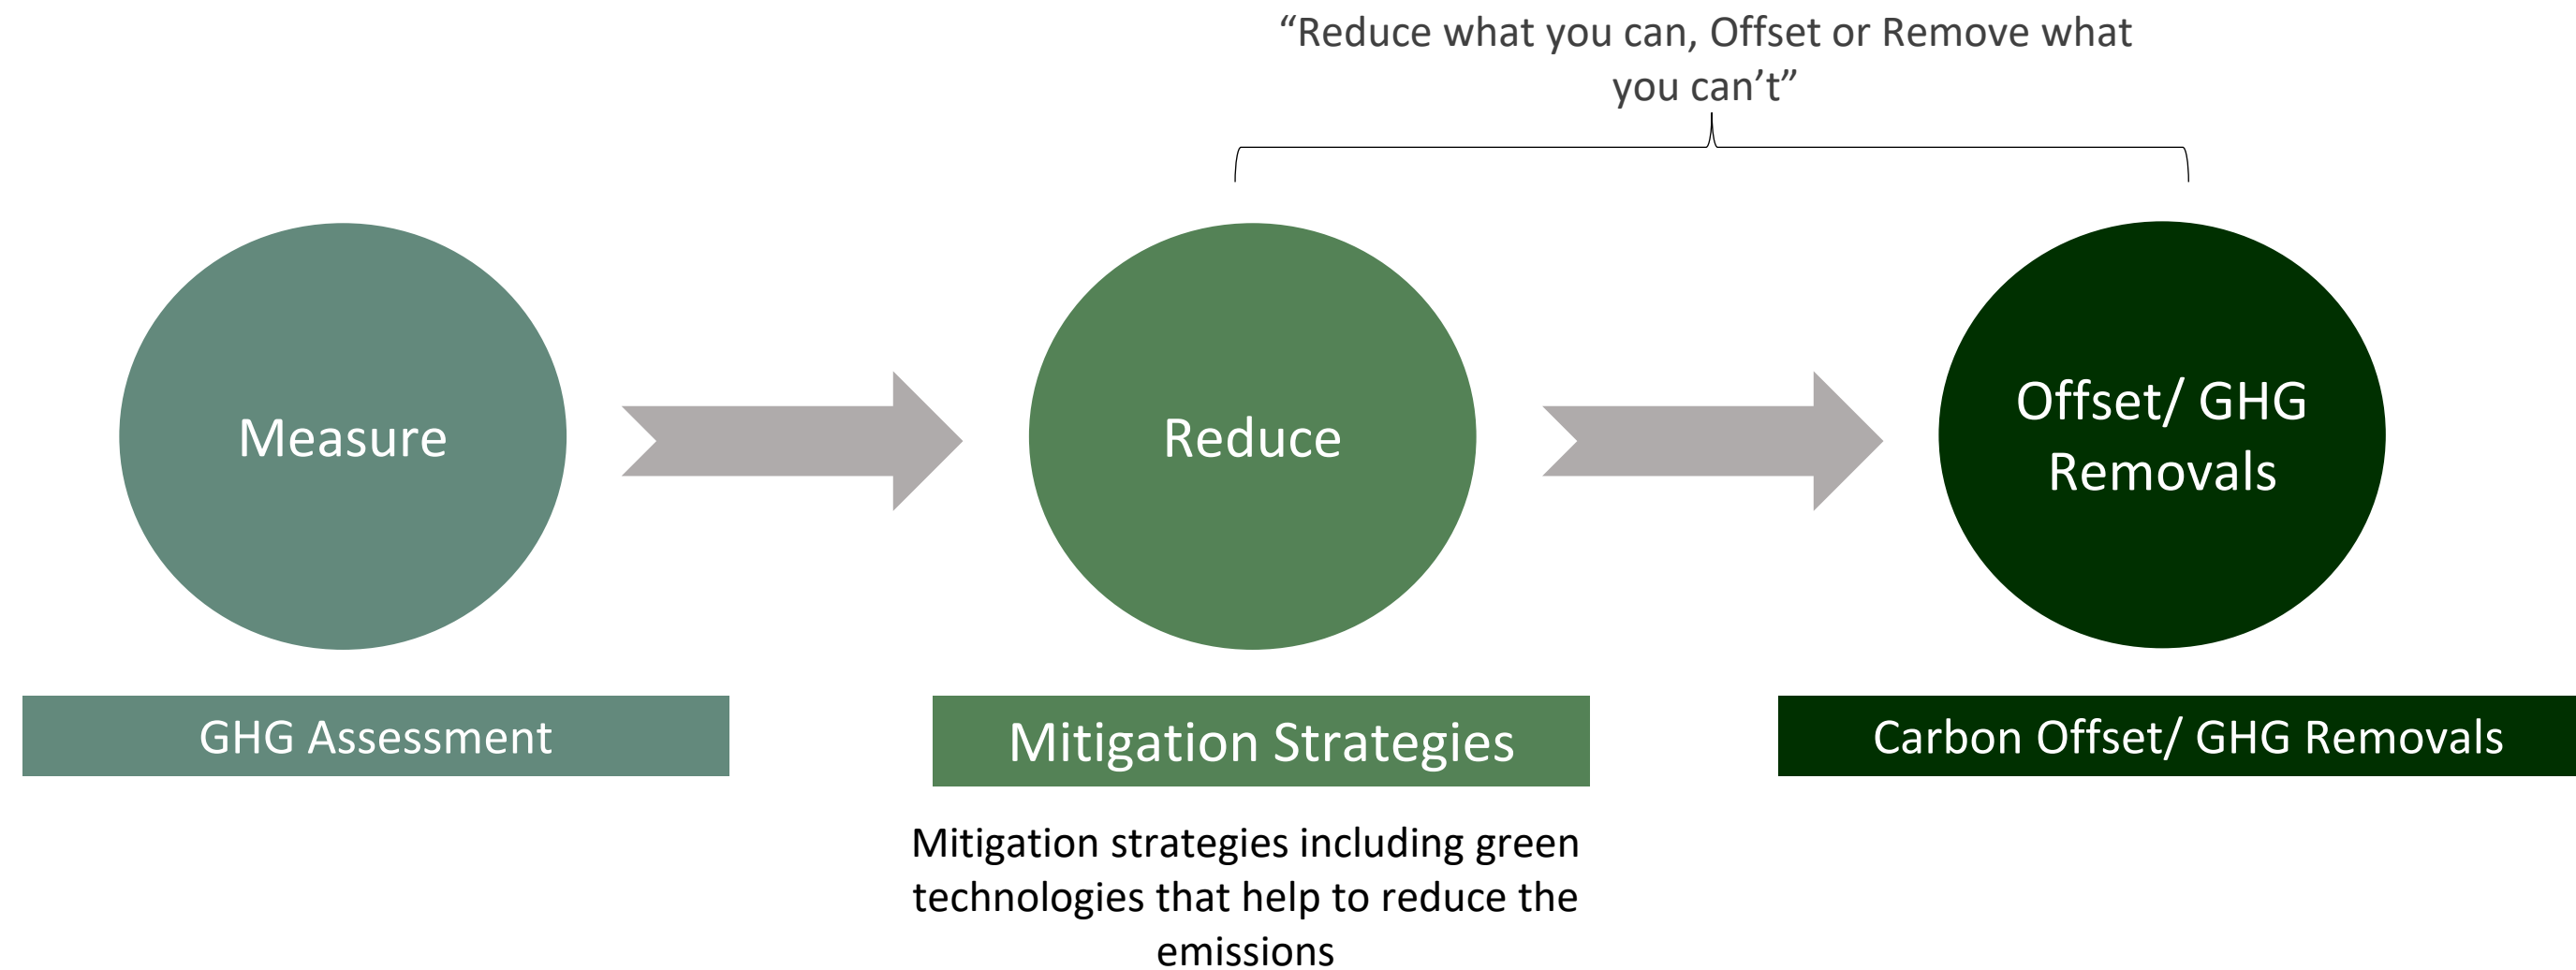 “Reduce what you can, Offset or Remove what
you can’t”
Measure
Reduce
Offset/ GHG
Removals
GHG Assessment
Mitigation Strategies
Carbon Offset/ GHG Removals
Mitigation strategies including green
technologies that help to reduce the
emissions